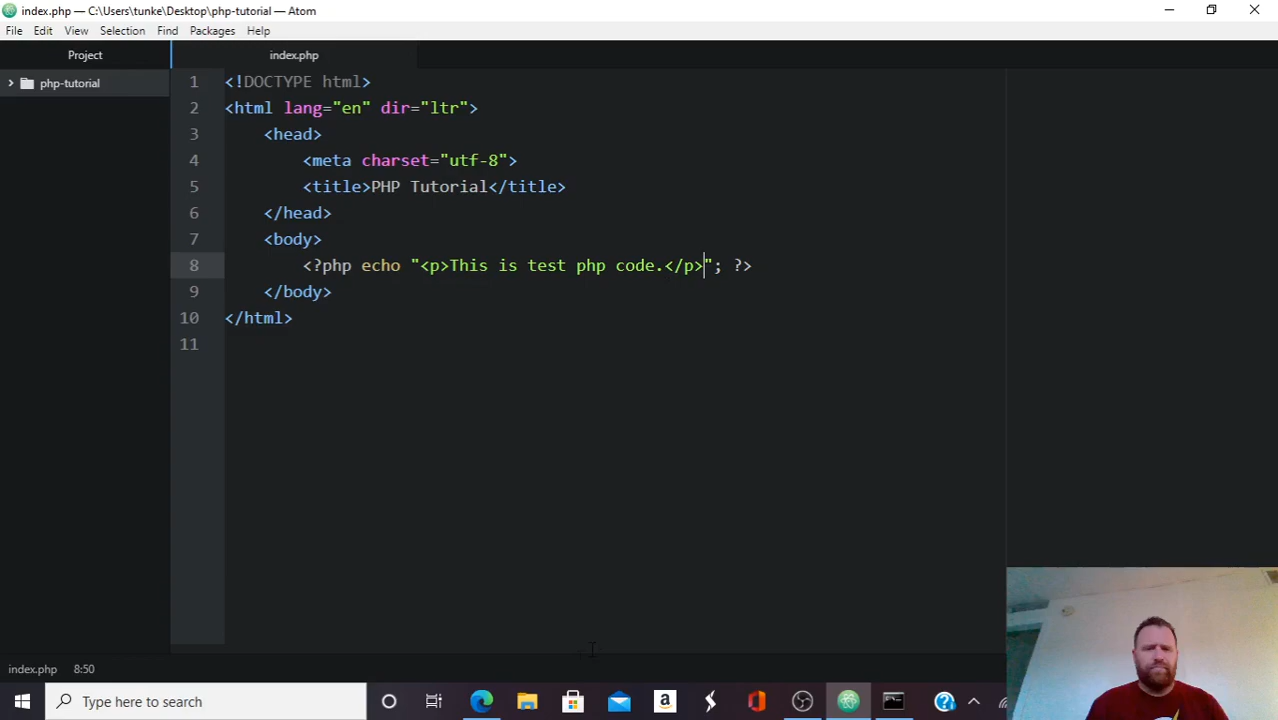 index.php — C:\Users\tunke\Desktop\php-tutorial — Atom
File Edit View Selection Find Packages Help
Project
index.php
php-tutorial
1 <!DOCTYPE html>
2 <html lang="en" dir="ltr">
3 <head>
4 <meta charset="utf-8">
5 <title>PHP Tutorial</title>
6 </head>
7 <body>
8 <?php echo "<p>This is test php code.</p>"; ?>
9 </body>
10 </html>
11
index.php 8:50
Type here to search